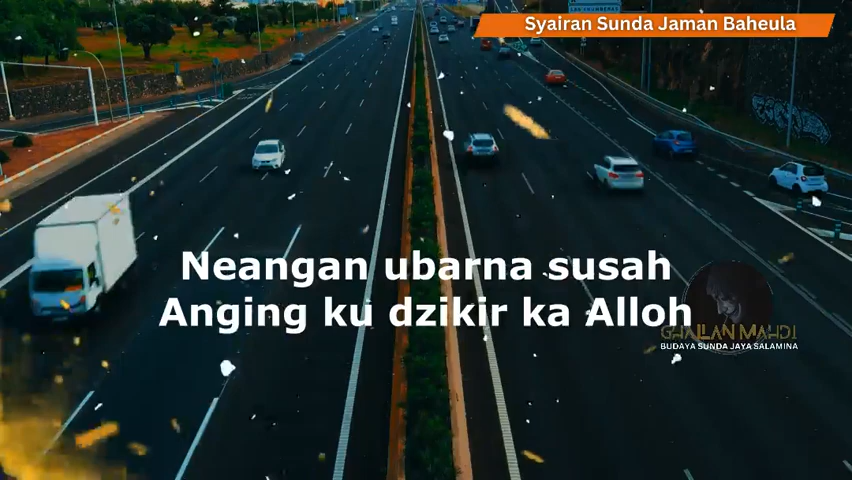 Syairan Sunda Jaman Baheula
Neangan ubarna susah
Anging ku dzikir ka Alloh
GHAILAN MAHDI
BUDAYA SUNDA JAYA SALAMINA